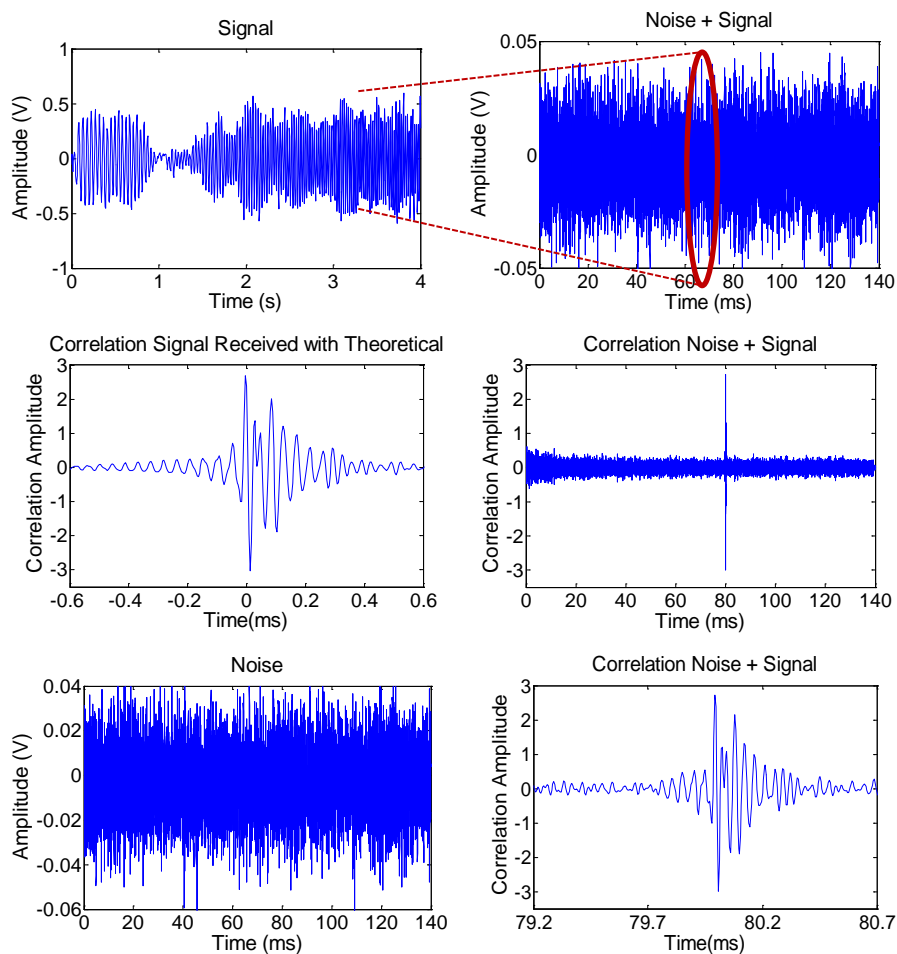 Signal
Amplitude (V)
1
0.5
0
-0.5
-1
0 1 2 3 4
Time (s)
Noise + Signal
Amplitude (V)
0.05
0
-0.05
0 20 40 60 80 100 120 140
Time (ms)
Correlation Signal Received with Theoretical
Correlation Amplitude
3
2
1
0
-1
-2
-3
-0.6 -0.4 -0.2 0 0.2 0.4 0.6
Time(ms)
Correlation Noise + Signal
Correlation Amplitude
3
2
1
0
-1
-2
-3
0 20 40 60 80 100 120 140
Time (ms)
Noise
Amplitude (V)
0.04
0.02
0
-0.02
-0.04
-0.06
0 20 40 60 80 100 120 140
Time (ms)
Correlation Noise + Signal
Correlation Amplitude
3
2
1
0
-1
-2
-3
79.2 79.7 80.2 80.7
Time(ms)